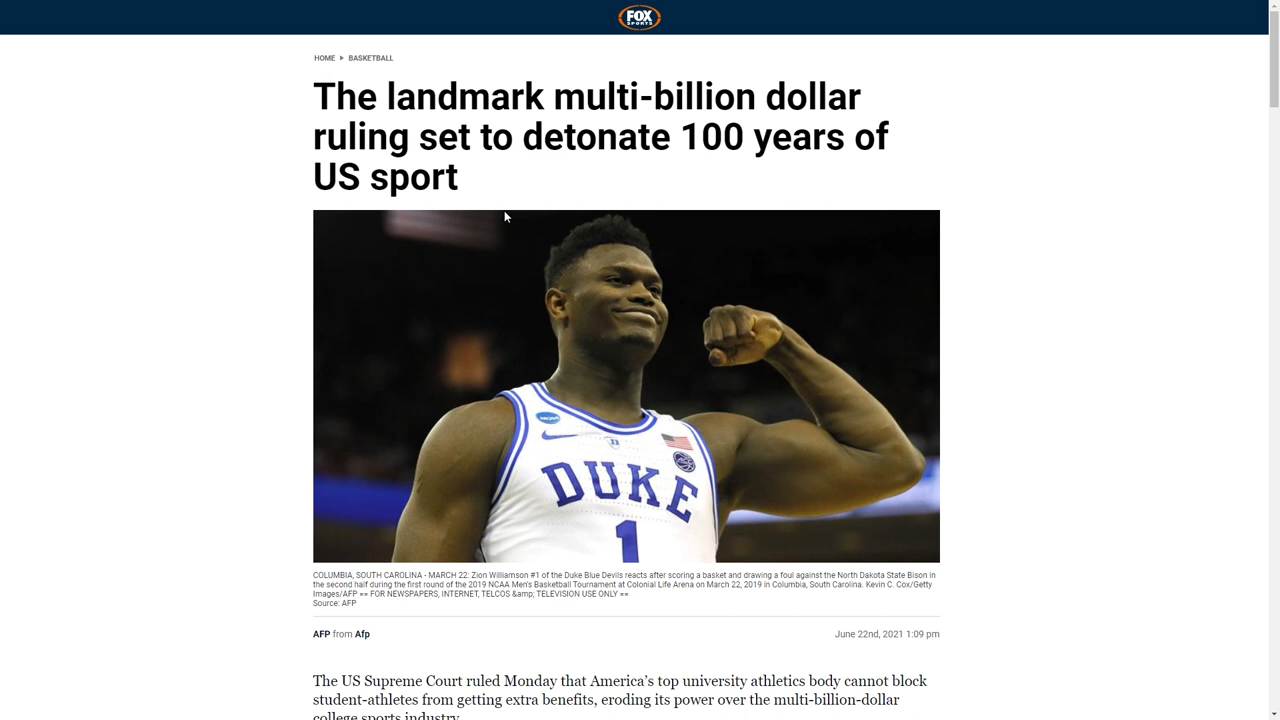 FOX
SPORTS
HOME
BASKETBALL
The landmark multi-billion dollar
ruling set to detonate 100 years of
US sport
NCAA
DUKE
1
COLUMBIA, SOUTH CAROLINA - MARCH 22: Zion Williamson #1 of the Duke Blue Devils reacts after scoring a basket and drawing a foul against the North Dakota State Bison in
the second half during the first round of the 2019 NCAA Men's Basketball Tournament at Colonial Life Arena on March 22, 2019 in Columbia, South Carolina. Kevin C. Cox/Getty
Images/AFP == FOR NEWSPAPERS, INTERNET, TELCOS &amp; TELEVISION USE ONLY ==
Source: AFP
AFP from Afp
June 22nd, 2021 1:09 pm
The US Supreme Court ruled Monday that America’s top university athletics body cannot block
student-athletes from getting extra benefits, eroding its power over the multi-billion-dollar
college sports industry.